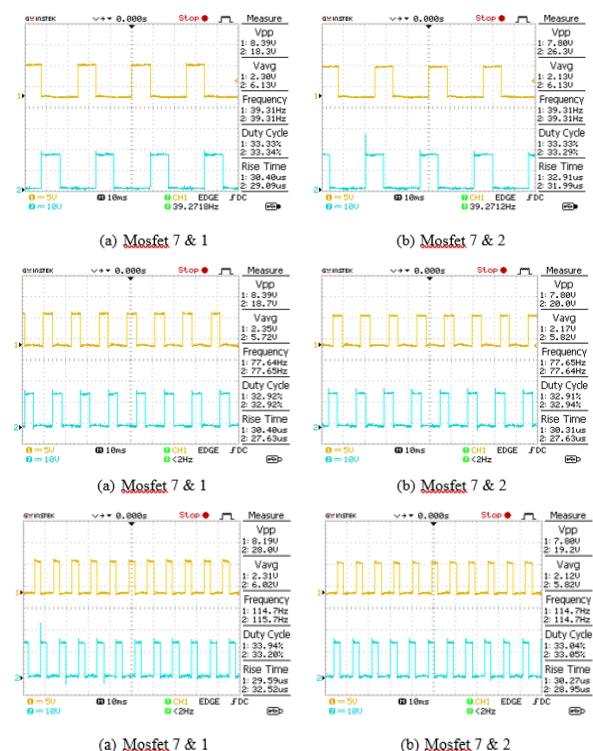 GW INSTEK 0.000s Stop Measure
Vpp
1: 8.39V
2: 18.3V
Vavg
1: 2.30V
2: 6.13V
Frequency
1: 39.31Hz
2: 39.31Hz
Duty Cycle
1: 33.33%
2: 33.34%
Rise Time
1: 30.40us
2: 29.09us
1 = 5V M 10ms CH1 EDGE DC
2 = 10V 39.2718Hz
(a) Mosfet 7 & 1
GW INSTEK 0.000s Stop Measure
Vpp
1: 7.80V
2: 26.3V
Vavg
1: 2.13V
2: 6.13V
Frequency
1: 39.31Hz
2: 39.31Hz
Duty Cycle
1: 33.33%
2: 33.29%
Rise Time
1: 32.91us
2: 31.99us
1 = 5V M 10ms CH1 EDGE DC
2 = 10V 39.2712Hz
(b) Mosfet 7 & 2
GW INSTEK 0.000s Stop Measure
Vpp
1: 8.39V
2: 18.7V
Vavg
1: 2.35V
2: 5.72V
Frequency
1: 77.64Hz
2: 77.65Hz
Duty Cycle
1: 32.92%
2: 32.92%
Rise Time
1: 30.40us
2: 27.63us
1 = 5V M 10ms CH1 EDGE DC
2 = 10V <2Hz
(a) Mosfet 7 & 1
GW INSTEK 0.000s Stop Measure
Vpp
1: 7.80V
2: 20.0V
Vavg
1: 2.17V
2: 5.82V
Frequency
1: 77.65Hz
2: 77.64Hz
Duty Cycle
1: 32.91%
2: 32.94%
Rise Time
1: 30.31us
2: 27.63us
1 = 5V M 10ms CH1 EDGE DC
2 = 10V <2Hz
(b) Mosfet 7 & 2
GW INSTEK 0.000s Stop Measure
Vpp
1: 8.19V
2: 28.0V
Vavg
1: 2.31V
2: 6.02V
Frequency
1: 114.7Hz
2: 115.7Hz
Duty Cycle
1: 33.94%
2: 33.20%
Rise Time
1: 29.59us
2: 32.52us
1 = 5V M 10ms CH1 EDGE DC
2 = 10V <2Hz
(a) Mosfet 7 & 1
GW INSTEK 0.000s Stop Measure
Vpp
1: 7.80V
2: 19.2V
Vavg
1: 2.12V
2: 5.82V
Frequency
1: 114.7Hz
2: 114.7Hz
Duty Cycle
1: 33.04%
2: 33.05%
Rise Time
1: 30.27us
2: 28.95us
1 = 5V M 10ms CH1 EDGE DC
2 = 10V <2Hz
(b) Mosfet 7 & 2